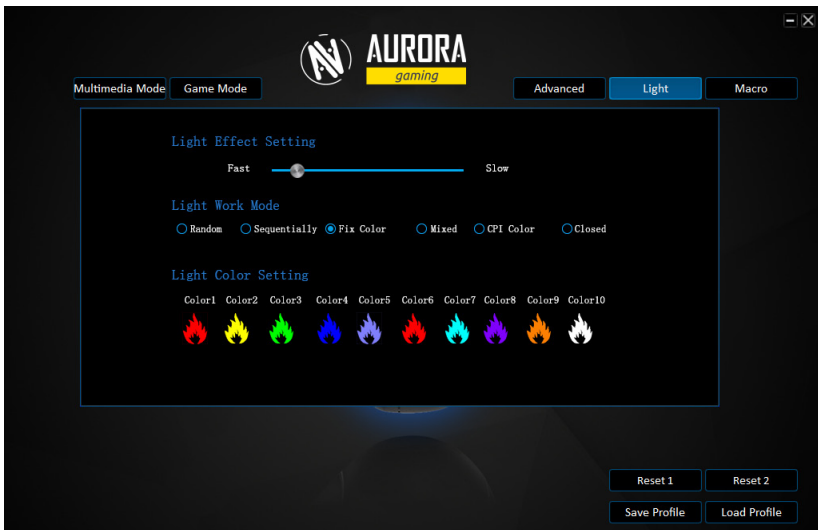 AURORA
gaming
Multimedia Mode Game Mode Advanced Light Macro
Light Effect Setting
Fast Slow
Light Work Mode
Random Sequentially Fix Color Mixed CPI Color Closed
Light Color Setting
Color1 Color2 Color3 Color4 Color5 Color6 Color7 Color8 Color9 Color10
Reset 1 Reset 2
Save Profile Load Profile